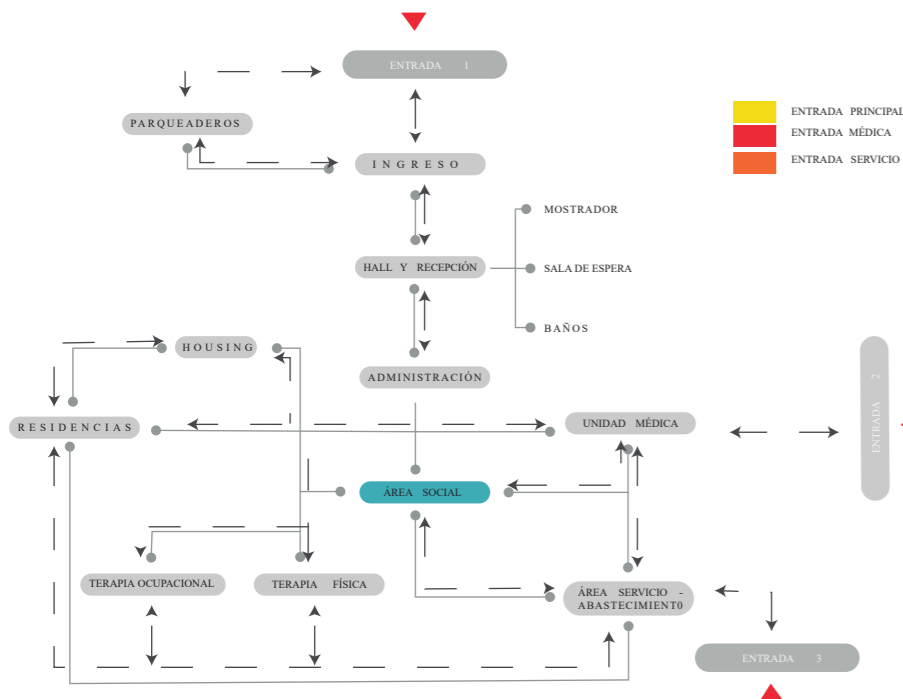 ENTRADA 1
PARQUEADEROS
ENTRADA PRINCIPAL
ENTRADA MÉDICA
ENTRADA SERVICIO
INGRESO
MOSTRADOR
HALL Y RECEPCIÓN
SALA DE ESPERA
BAÑOS
HOUSING
ADMINISTRACIÓN
ENTRADA 2
RESIDENCIAS
UNIDAD MÉDICA
ÁREA SOCIAL
TERAPIA OCUPACIONAL
TERAPIA FÍSICA
ÁREA SERVICIO -
ABASTECIMIENT0
ENTRADA 3